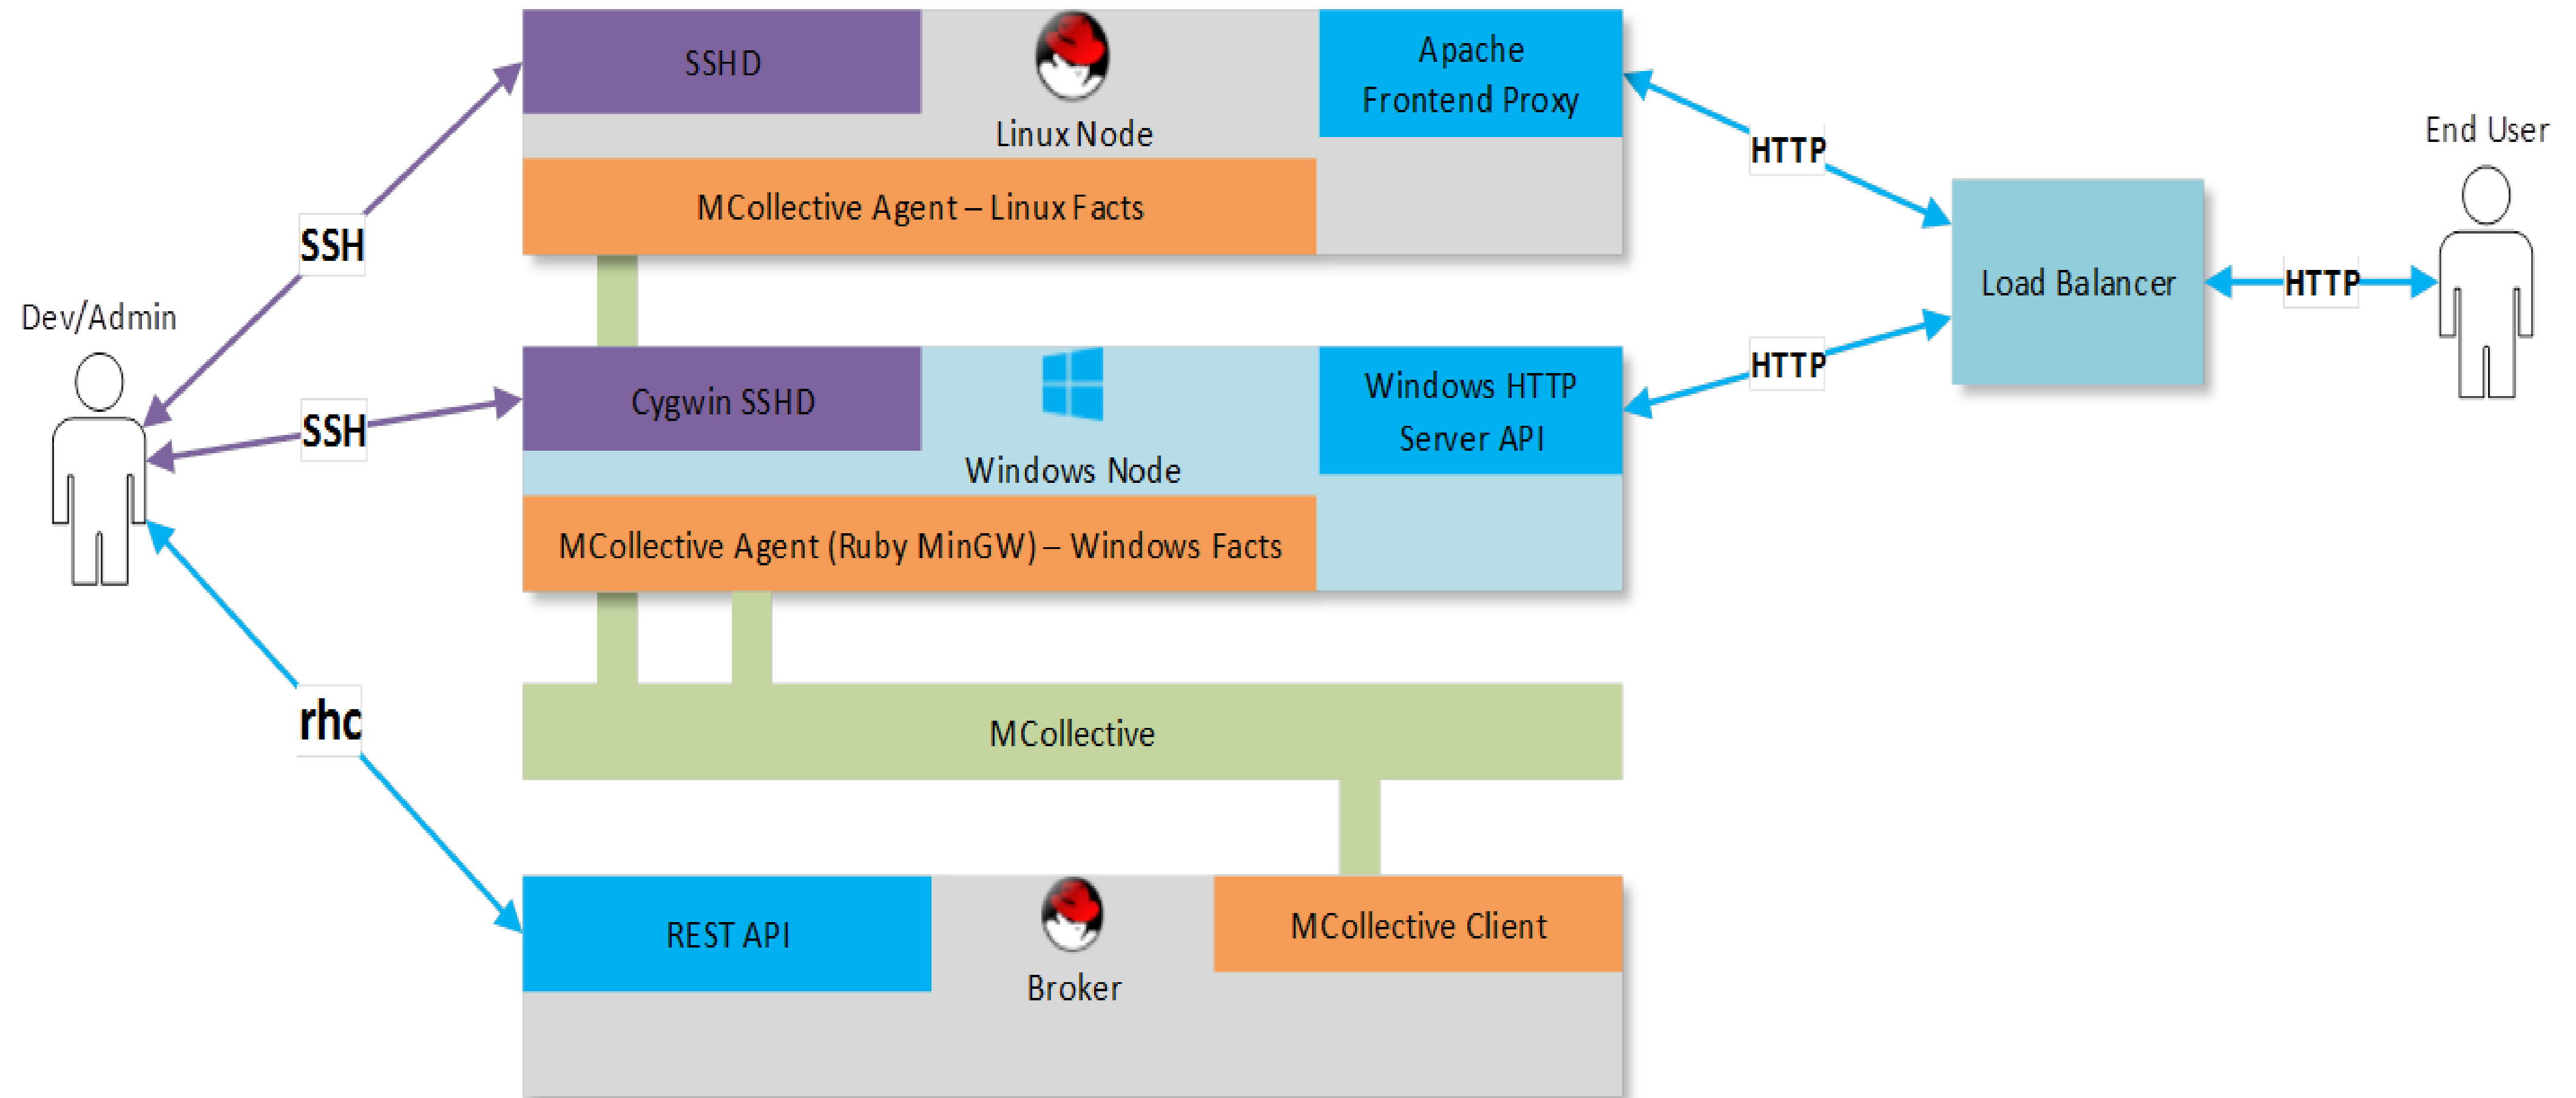 SSHD
Linux Node
Apache
Frontend Proxy
MCollective Agent – Linux Facts
HTTP
End User
SSH
Dev/Admin
Load Balancer
HTTP
Cygwin SSHD
Windows Node
Windows HTTP
Server API
HTTP
SSH
MCollective Agent (Ruby MinGW) – Windows Facts
rhc
MCollective
REST API
Broker
MCollective Client